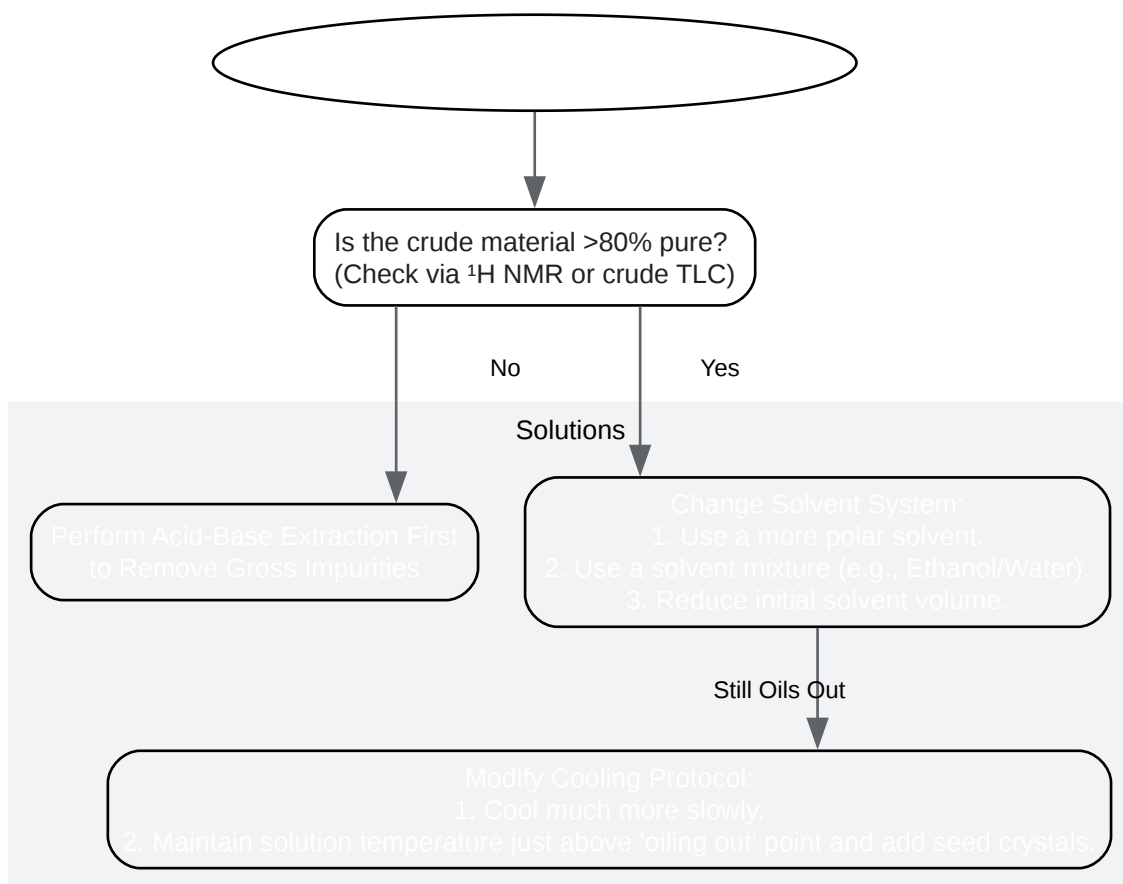 Is the crude material >80% pure?
(Check via ¹H NMR or crude TLC)
No
Yes
Solutions
Perform Acid-Base Extraction First
to Remove Gross Impurities
Change Solvent System:
1. Use a more polar solvent.
2. Use a solvent mixture (e.g., Ethanol/Water).
3. Reduce initial solvent volume.
Still Oils Out
Modify Cooling Protocol:
1. Cool much more slowly.
2. Maintain solution temperature just above 'oiling out' point and add seed crystals.